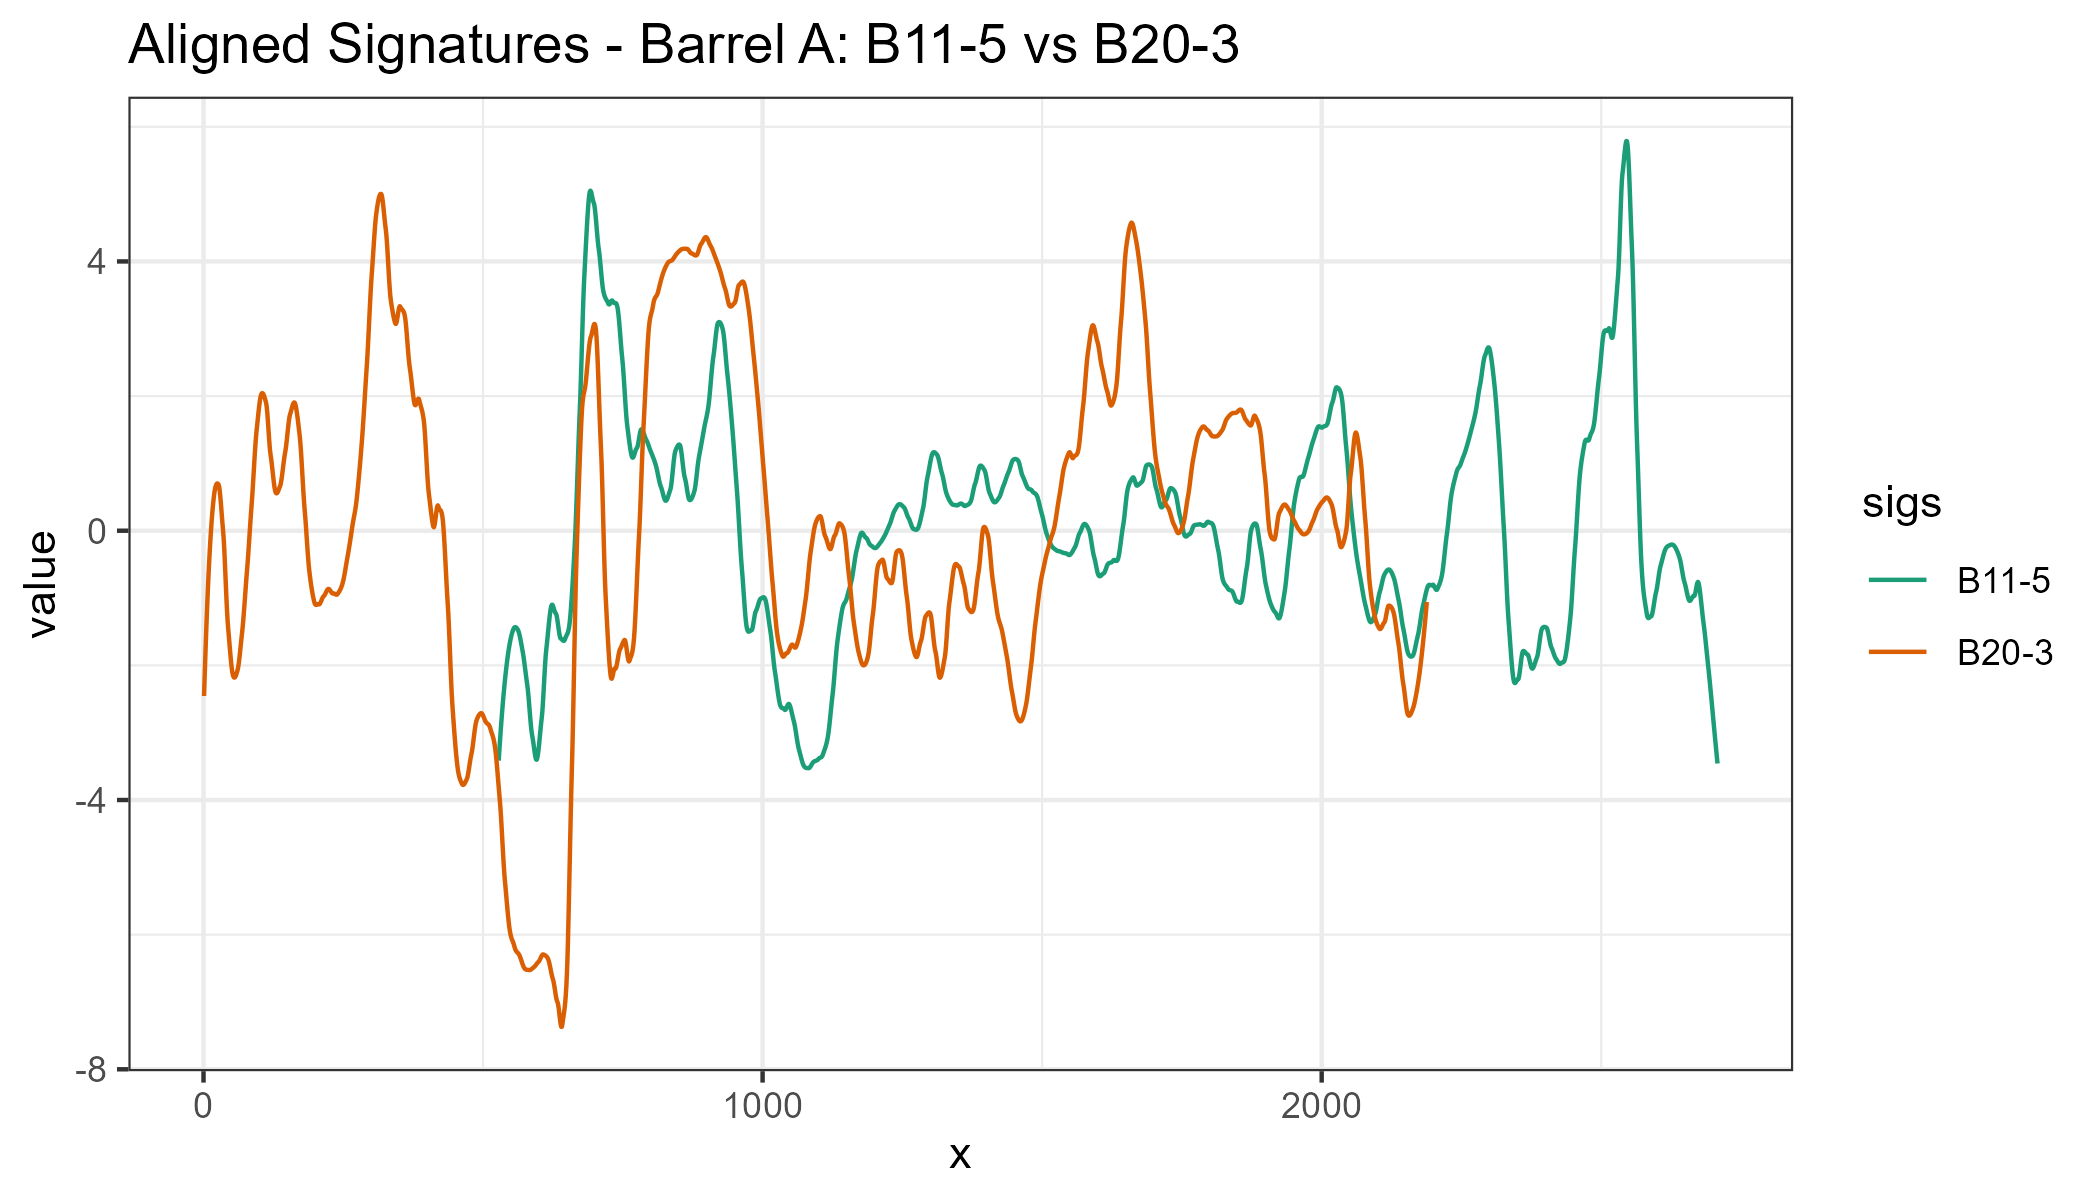 Aligned Signatures - Barrel A: B11-5 vs B20-3
value
4
0
-4
-8
0 1000 2000
x
sigs
B11-5
B20-3